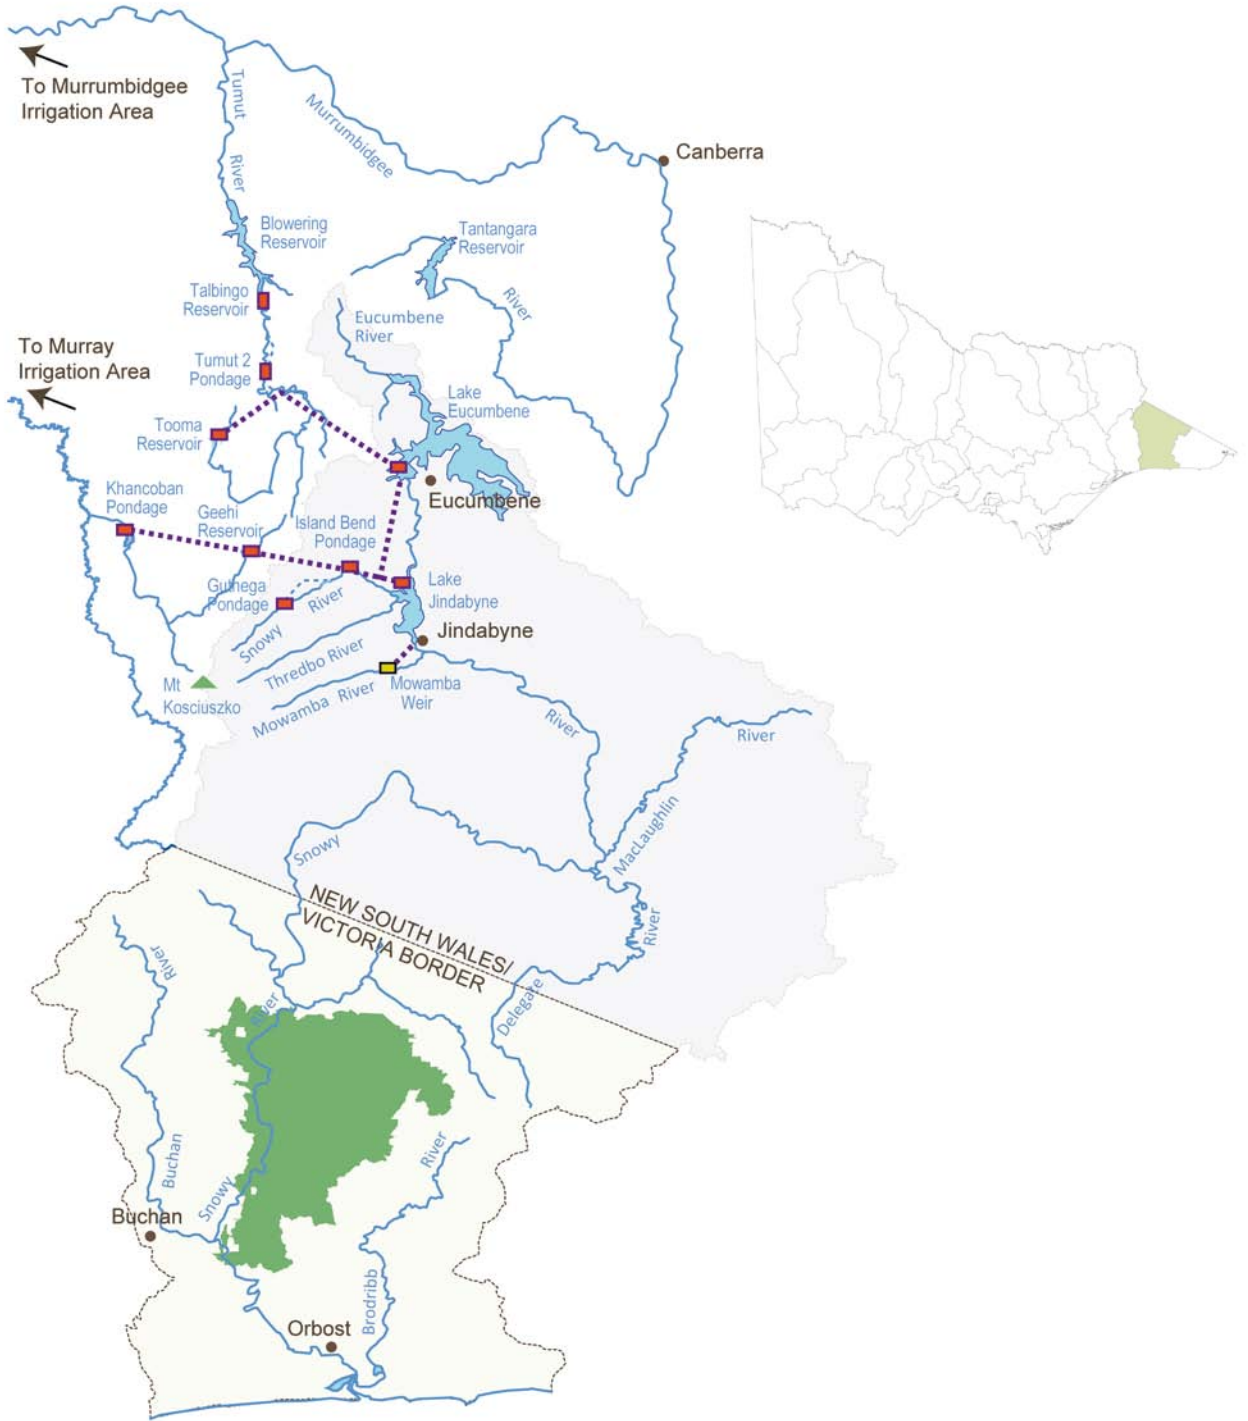 To Murrumbidgee
Irrigation Area
Tumut
River
Murrumbidgee
Canberra
Blowering
Reservoir
Tantangara
Reservoir
Talbingo
Reservoir
River
Eucumbene
River
To Murray
Irrigation Area
Tumut 2
Pondage
Lake
Eucumbene
Tooma
Reservoir
Eucumbene
Khancoban
Pondage
Geehi
Reservoir
Island Bend
Pondage
Guthega
Pondage
Lake
Jindabyne
River
Snowy
Jindabyne
Thredbo River
Mt
Kosciuszko
Mowamba River
Mowamba
Weir
River
River
MacLaughlin
Snowy
NEW SOUTH WALES/
VICTORIA BORDER
River
River
Delegate
River
Buchan
Snowy
River
Buchan
Brodribb
Orbost